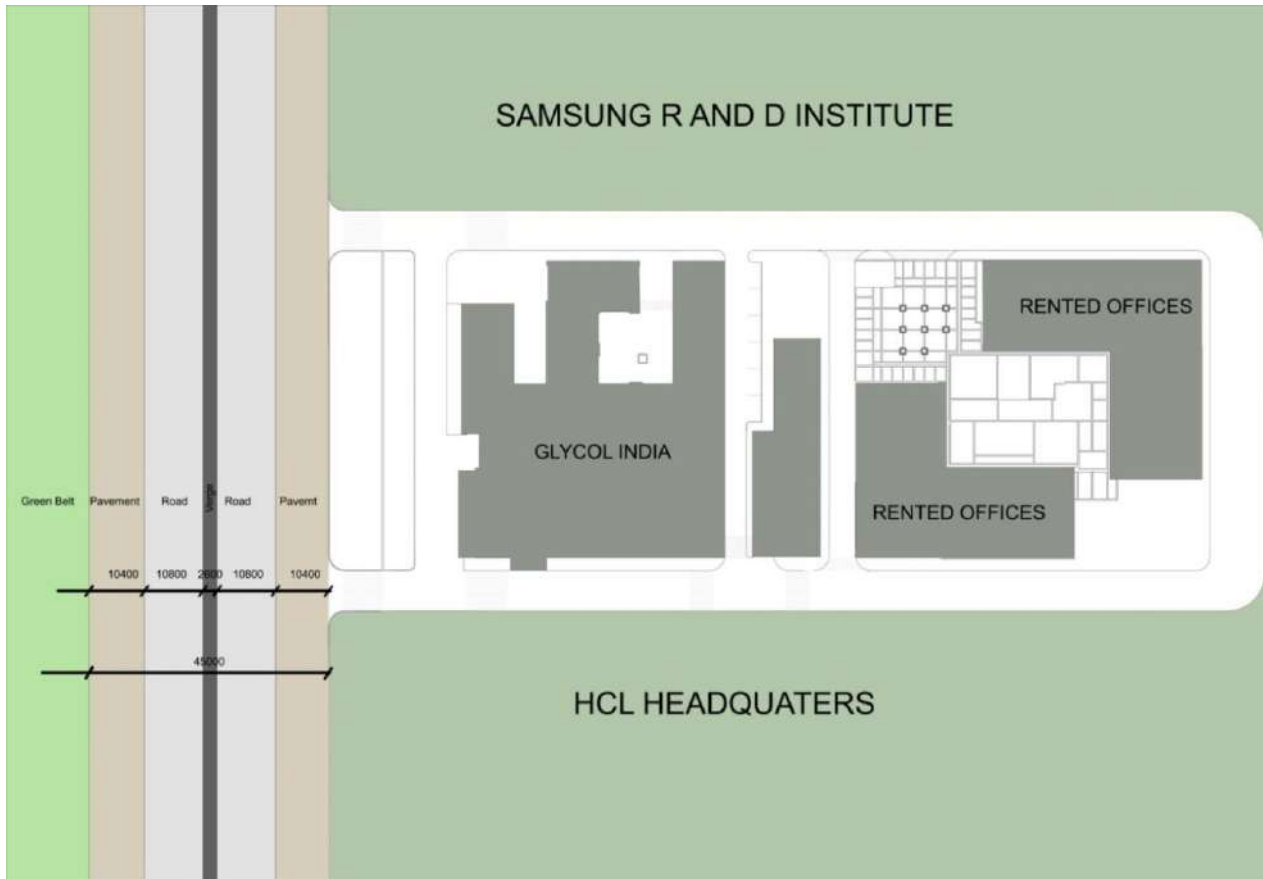 SAMSUNG R AND D INSTITUTE
RENTED OFFICES
GLYCOL INDIA
RENTED OFFICES
Green Belt Pavement Road Verge Road Pavemt
10400 10800 2600 10800 10400
45000
HCL HEADQUATERS